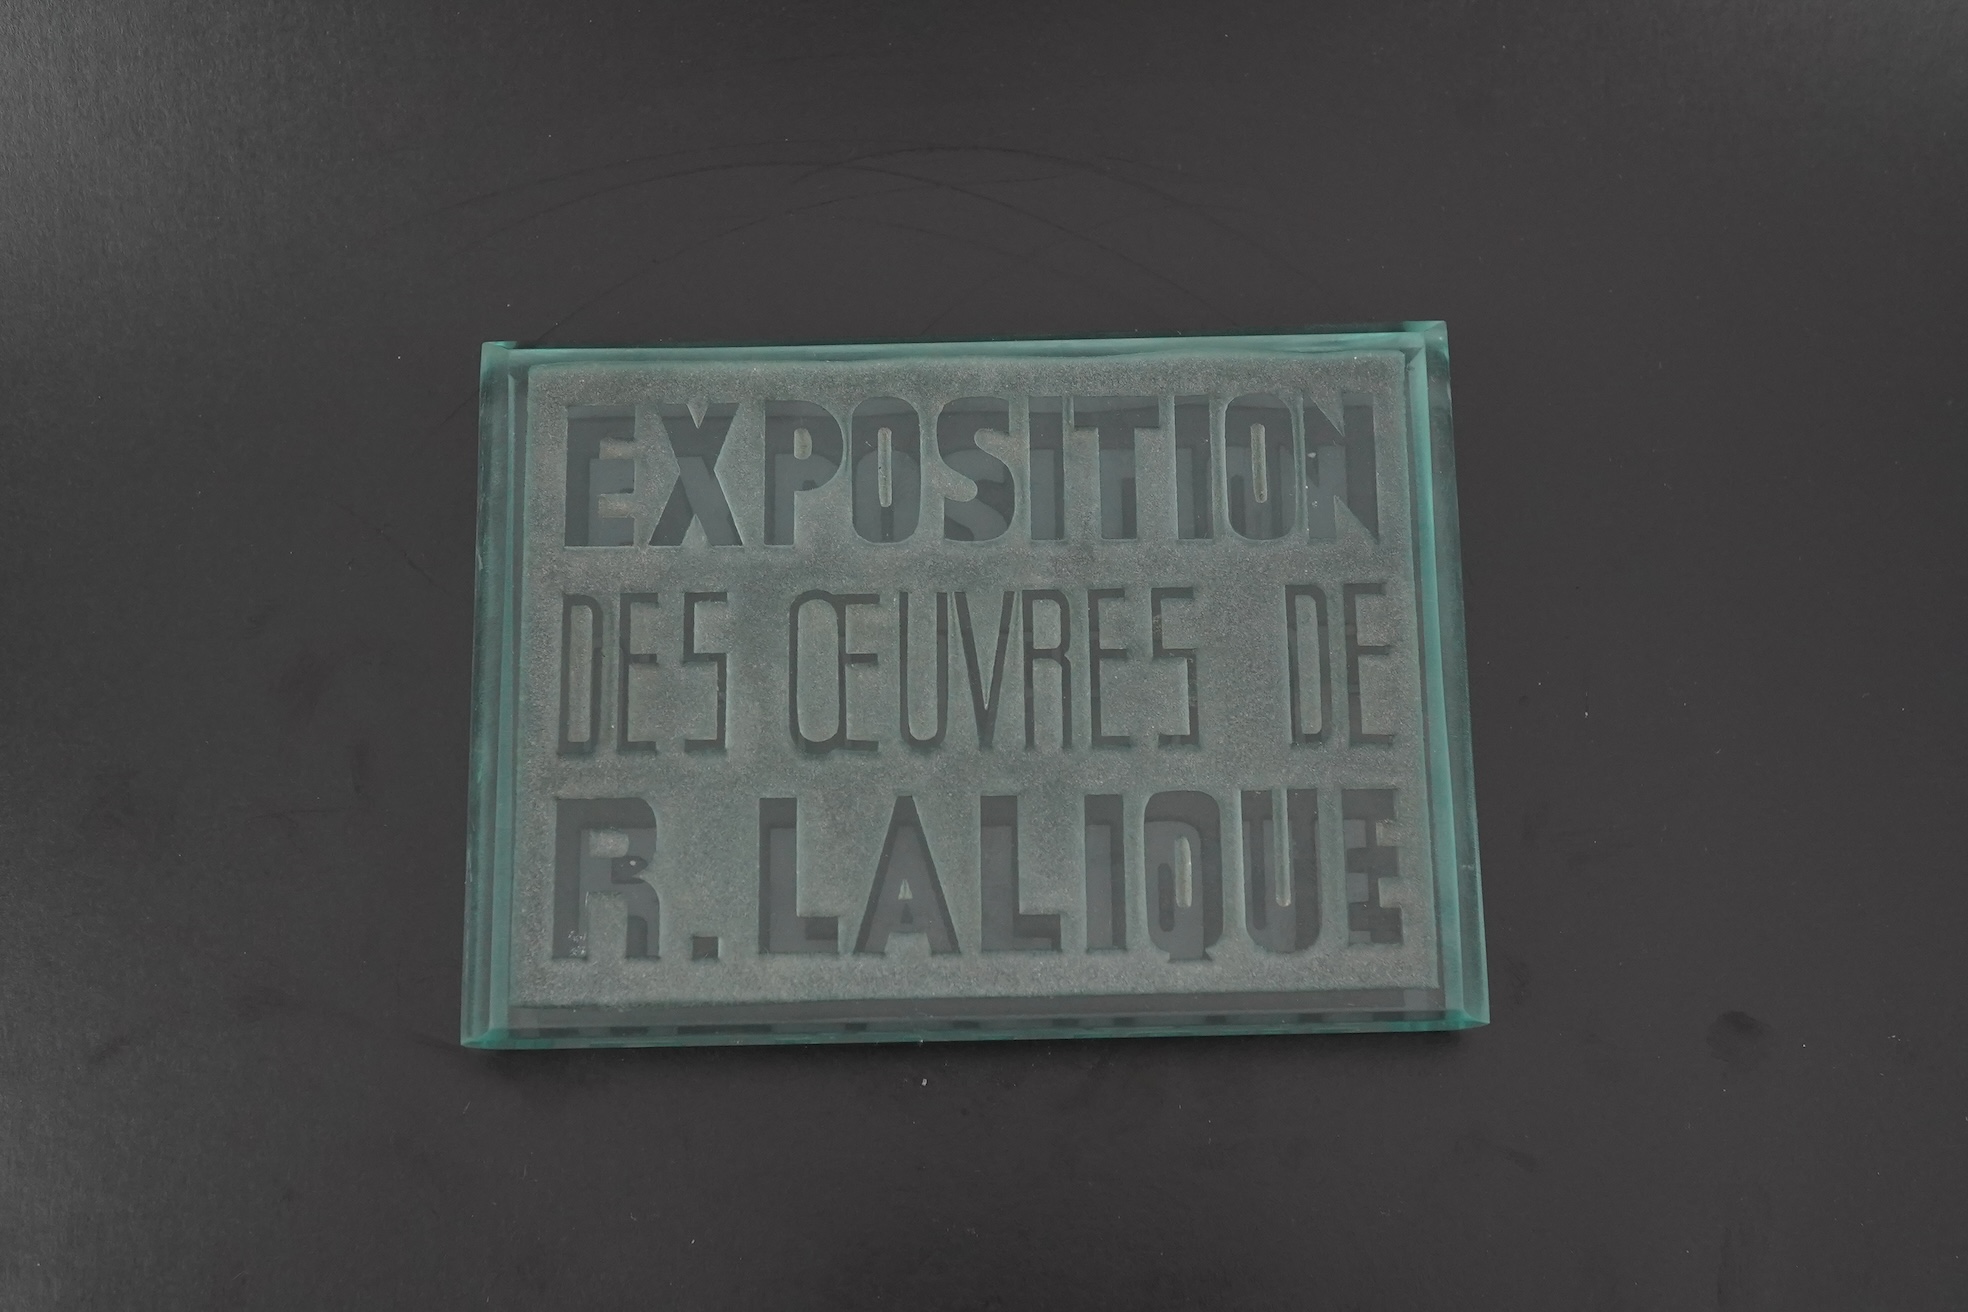 EXPOSITION
DES ŒUVRES DE
R. LALIQUE